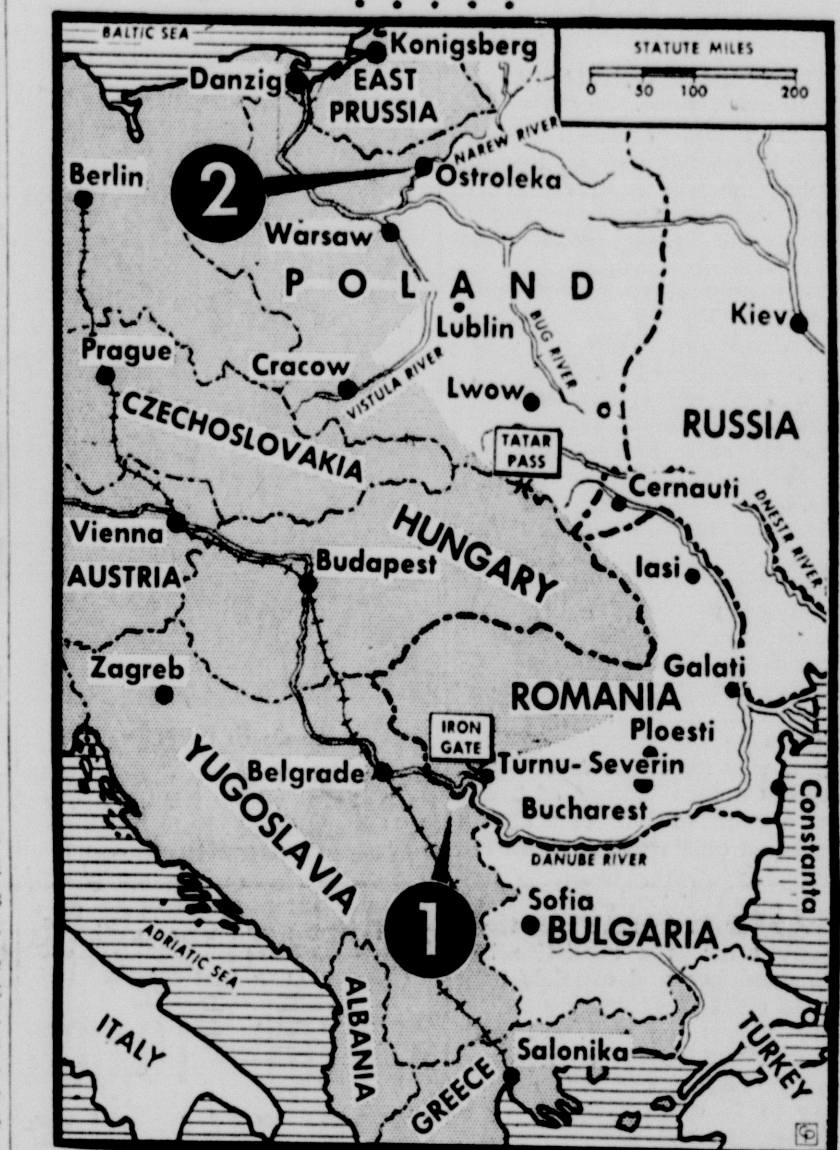 BALTIC SEA
Konigsberg
STATUTE MILES
0 50 100 200
Danzig
EAST
PRUSSIA
NAREW RIVER
Berlin
2
Ostroleka
Warsaw
POLAND
Kiev
Lublin
BUG RIVER
Prague
Cracow
VISTULA RIVER
Lwow
CZECHOSLOVAKIA
RUSSIA
TATAR
PASS
Cernauti
DNESTR RIVER
Vienna
HUNGARY
Budapest
Iasi
AUSTRIA
Zagreb
Galati
ROMANIA
IRON
GATE
Ploesti
YUGOSLAVIA
Belgrade
Turnu-Severin
Bucharest
Constanta
DANUBE RIVER
1
Sofia
BULGARIA
ADRIATIC SEA
ALBANIA
ITALY
TURKEY
Salonika
GREECE
CP